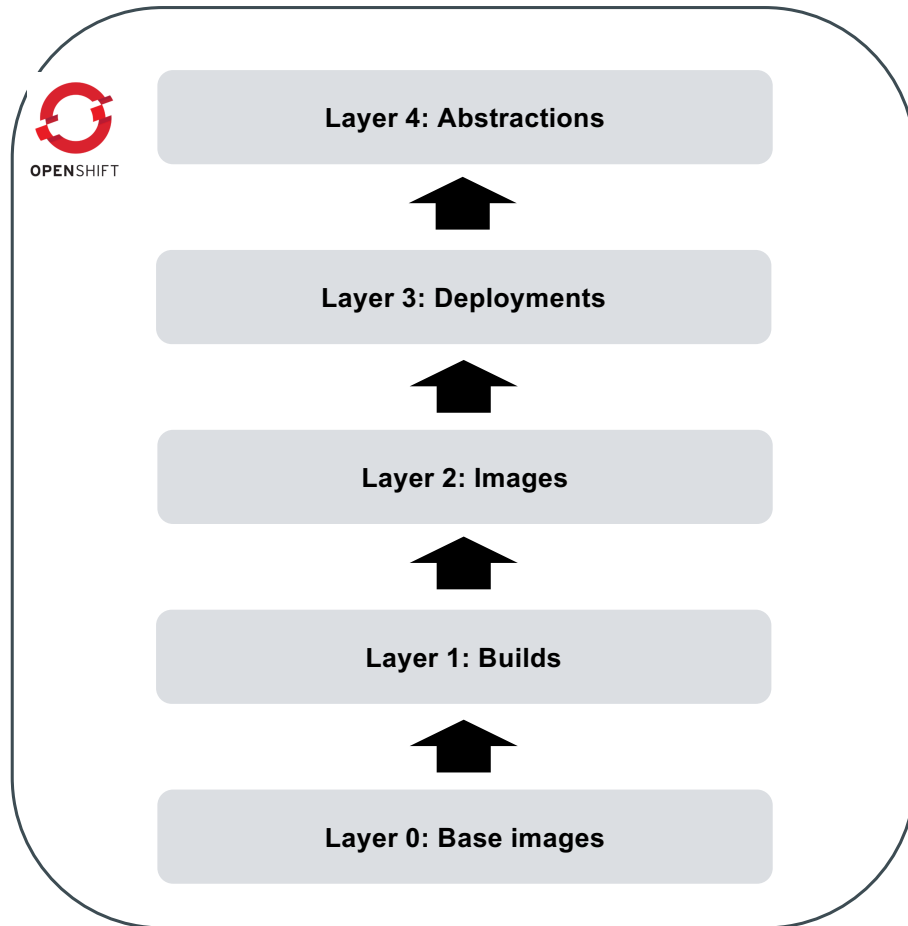 Layer 4: Abstractions
OPENSHIFT
Layer 3: Deployments
Layer 2: Images
Layer 1: Builds
Layer 0: Base images